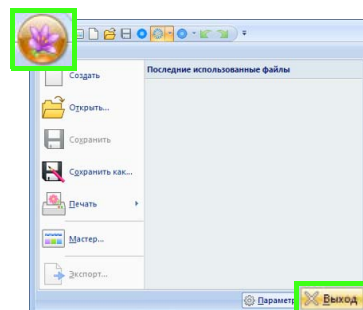 Последние использованные файлы
Создать
Открыть...
Сохранить
Сохранить как...
Печать
Мастер...
Экспорт...
Параметр
Выход